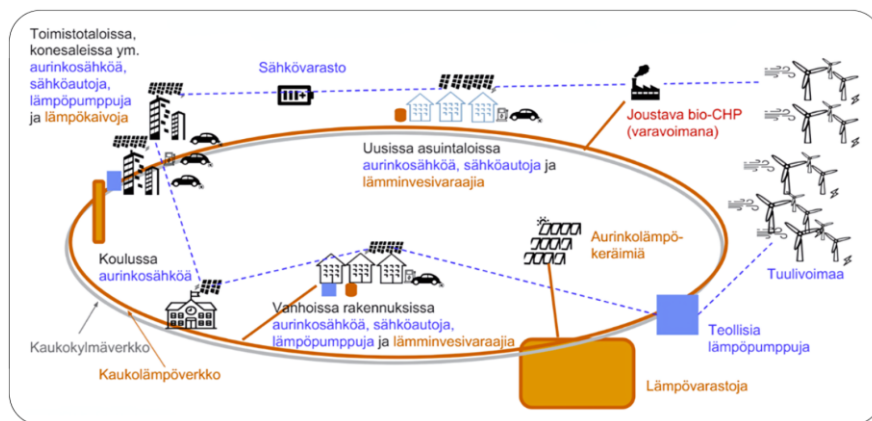 Toimistotaloissa,
konesaleissa ym.
aurinkosähköä,
sähköautoja,
lämpöpumppuja
ja lämpökaivoja
Sähkövarasto
Joustava bio-CHP
(varavoimana)
Uusissa asuintaloissa
aurinkosähköä, sähköautoja ja
lämminvesivaraajia
Aurinkolämpö-
keräimiä
Tuulivoimaa
Koulussa
aurinkosähköä
Vanhoissa rakennuksissa
aurinkosähköä, sähköautoja,
lämpöpumppuja ja lämminvesivaraajia
Teollisia
lämpöpumppuja
Kaukokylmäverkko
Kaukolämpöverkko
Lämpövarastoja